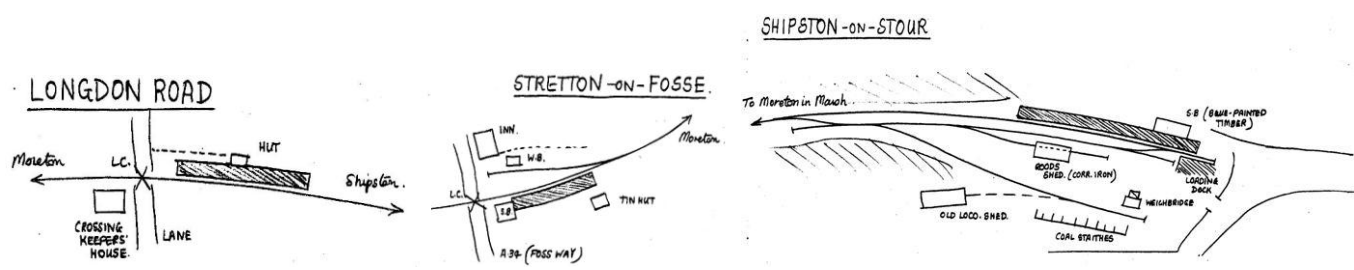 LONGDON ROAD
HUT
Moreton
L.C.
Shipston.
CROSSING
KEEPERS'
HOUSE.
LANE
STRETTON-ON-FOSSE.
INN.
Moreton.
W.B.
L.C.
S.B
TIN HUT
A34 (FOSS WAY)
SHIPSTON-ON-STOUR
To Moreton in Marsh.
S.B (BLUE-PAINTED
TIMBER)
GOODS
SHED. (CORR. IRON)
LOADING
DOCK
OLD LOCO. SHED.
WEIGHBRIDGE
COAL STAITHES